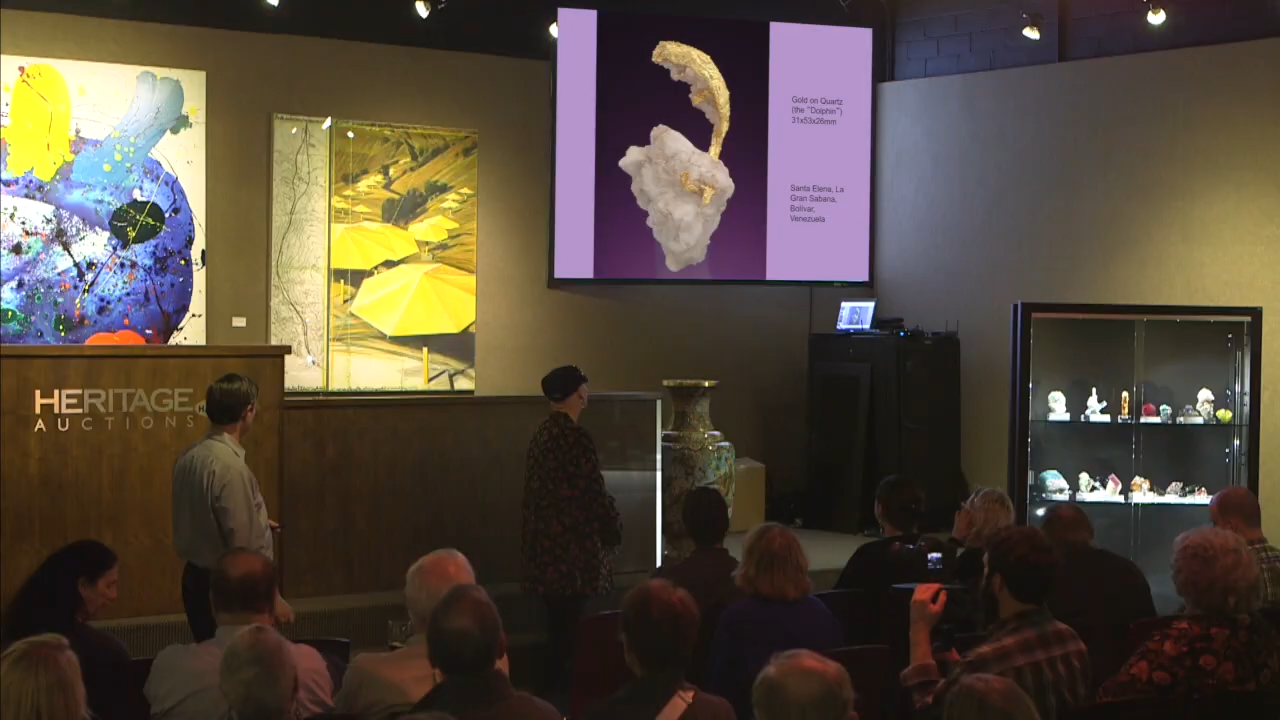 Gold on Quartz
(the "Dolphin")
31x53x26mm
Santa Elena, La
Gran Sabana,
Bolivar,
Venezuela
HERITAGE
AUCTIONS